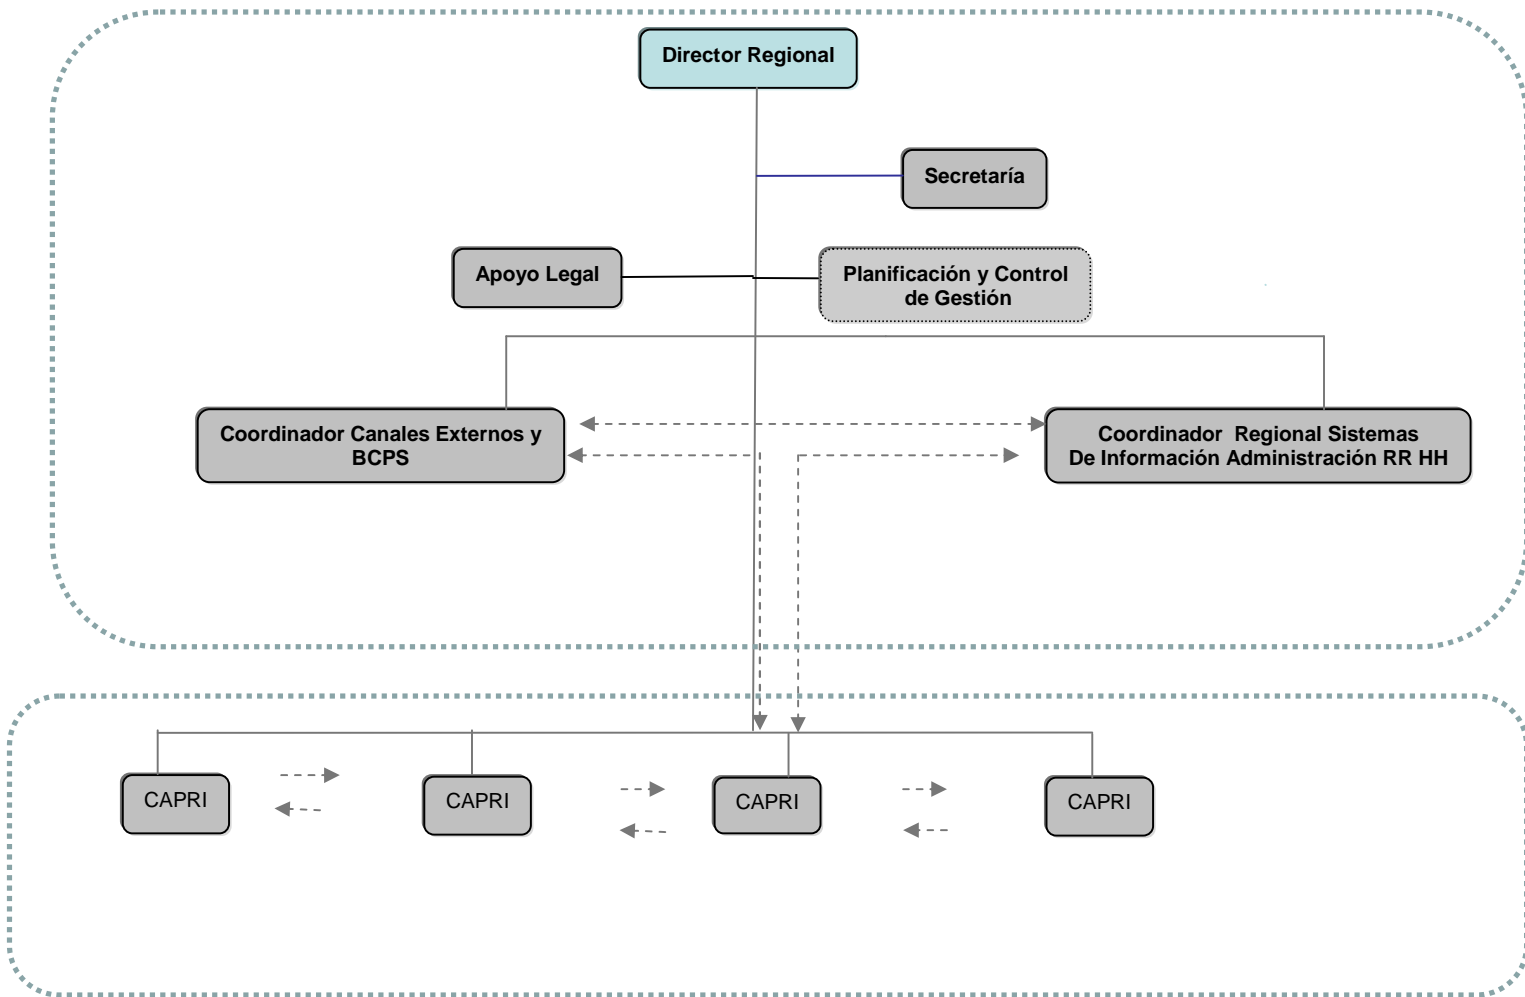 Director Regional
Secretaría
Apoyo Legal
Planificación y Control
de Gestión
Coordinador Canales Externos y
BCPS
Coordinador Regional Sistemas
De Información Administración RR HH
CAPRI
CAPRI
CAPRI
CAPRI